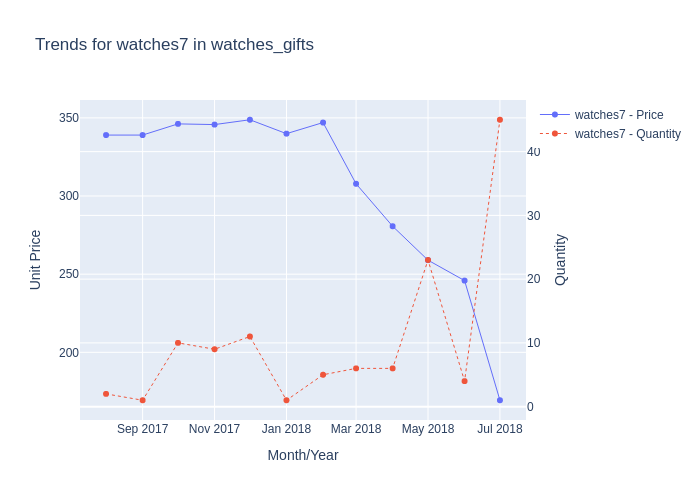 Trends for watches7 in watches_gifts
watches7 - Price
watches7 - Quantity
350
300
250
200
Unit Price
40
30
20
10
0
Quantity
Sep 2017
Nov 2017
Jan 2018
Mar 2018
May 2018
Jul 2018
Month/Year